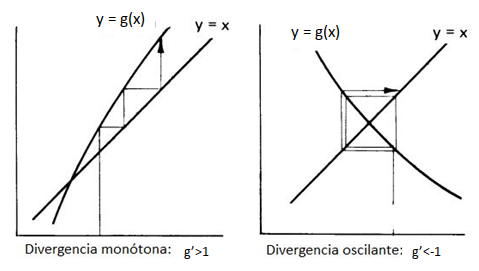 y = g(x)
y = x
y = g(x)
y = x
Divergencia monótona: g'>1
Divergencia oscilante: g'<-1